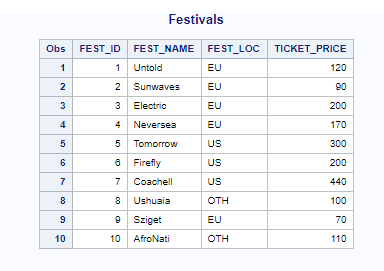 Festivals
Obs FEST_ID FEST_NAME FEST_LOC TICKET_PRICE
1 1 Untold EU 120
2 2 Sunwaves EU 90
3 3 Electric EU 200
4 4 Neversea EU 170
5 5 Tomorrow US 300
6 6 Firefly US 200
7 7 Coachell US 440
8 8 Ushuaia OTH 100
9 9 Sziget EU 70
10 10 AfroNati OTH 110